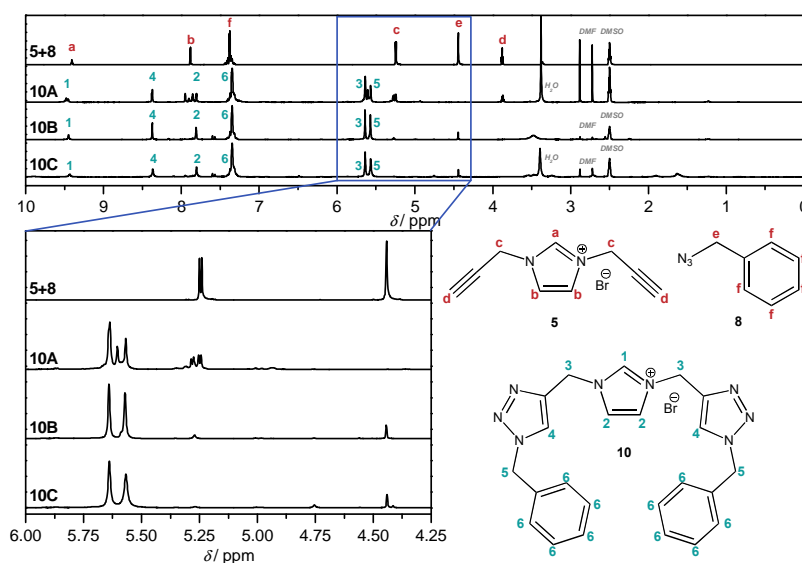 5+8
a
b
f
c
e
d
DMF
DMSO
10A
1
4
2
6
3
5
H2O
10B
4
1
2
6
3
5
DMF
DMSO
10C
1
4
2
6
3
5
H2O
DMF
DMSO
10 9 8 7 6 5 4 3 2 1 0
δ / ppm
5+8
10A
10B
10C
6.00 5.75 5.50 5.25 5.00 4.75 4.50 4.25
δ / ppm
c a c
N N ⊕
⊖
Br
d b b d
5
e f
N3
f f
f f
8
3 1 3
N N N N ⊕ N N N
⊖
Br
4 2 2 4
N N
10
5 5
6 6 6 6
6 6 6 6
6 6